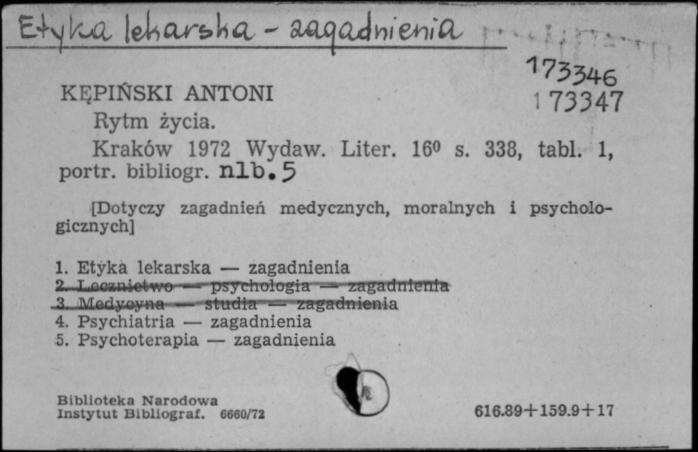 Etyka lekarska - zagadnienia
173346
KĘPIŃSKI ANTONI
173347
Rytm życia.
Kraków 1972 Wydaw. Liter. 16⁰ s. 338, tabl. 1,
portr. bibliogr. nlb. 5
[Dotyczy zagadnień medycznych, moralnych i psycholo-
gicznych]
1. Etyka lekarska — zagadnienia
2. Lecznictwo — psychologia — zagadnienia
3. Medycyna — studia — zagadnienia
4. Psychiatria — zagadnienia
5. Psychoterapia — zagadnienia
Biblioteka Narodowa
Instytut Bibliograf. 6660/72
616.89+159.9+17